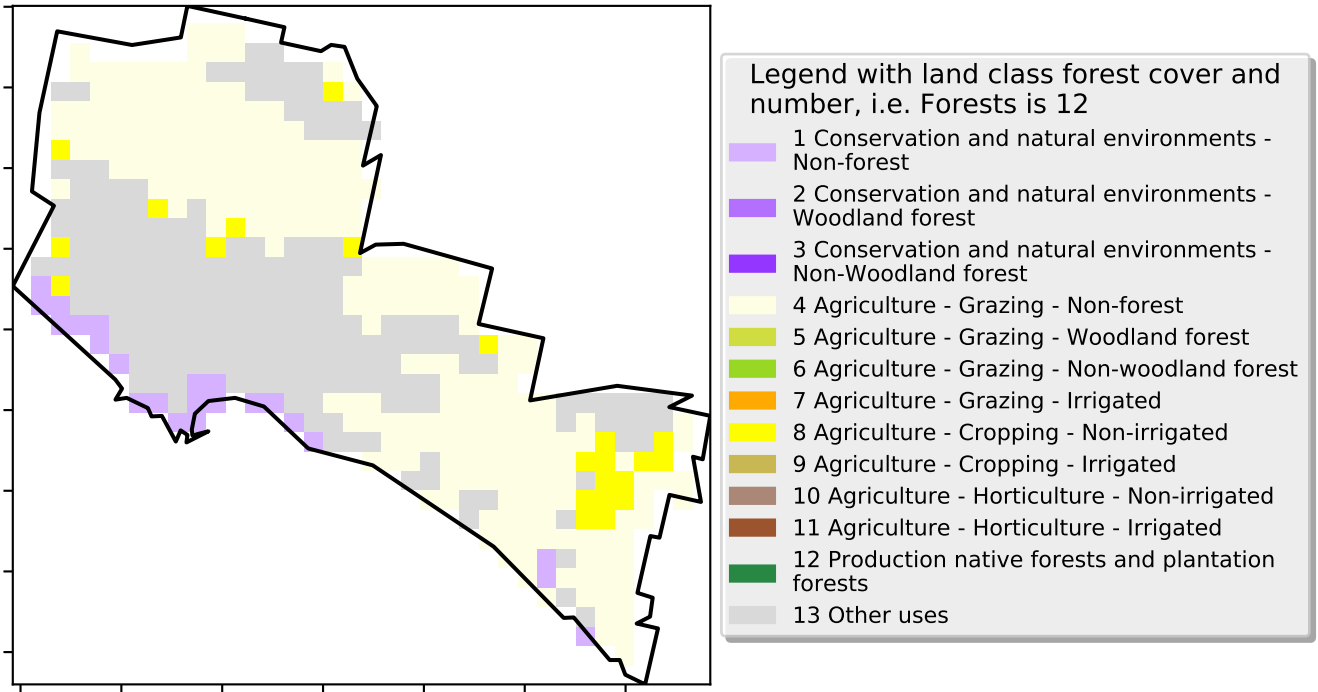 Legend with land class forest cover and
number, i.e. Forests is 12
1 Conservation and natural environments -
Non-forest
2 Conservation and natural environments -
Woodland forest
3 Conservation and natural environments -
Non-Woodland forest
4 Agriculture - Grazing - Non-forest
5 Agriculture - Grazing - Woodland forest
6 Agriculture - Grazing - Non-woodland forest
7 Agriculture - Grazing - Irrigated
8 Agriculture - Cropping - Non-irrigated
9 Agriculture - Cropping - Irrigated
10 Agriculture - Horticulture - Non-irrigated
11 Agriculture - Horticulture - Irrigated
12 Production native forests and plantation
forests
13 Other uses